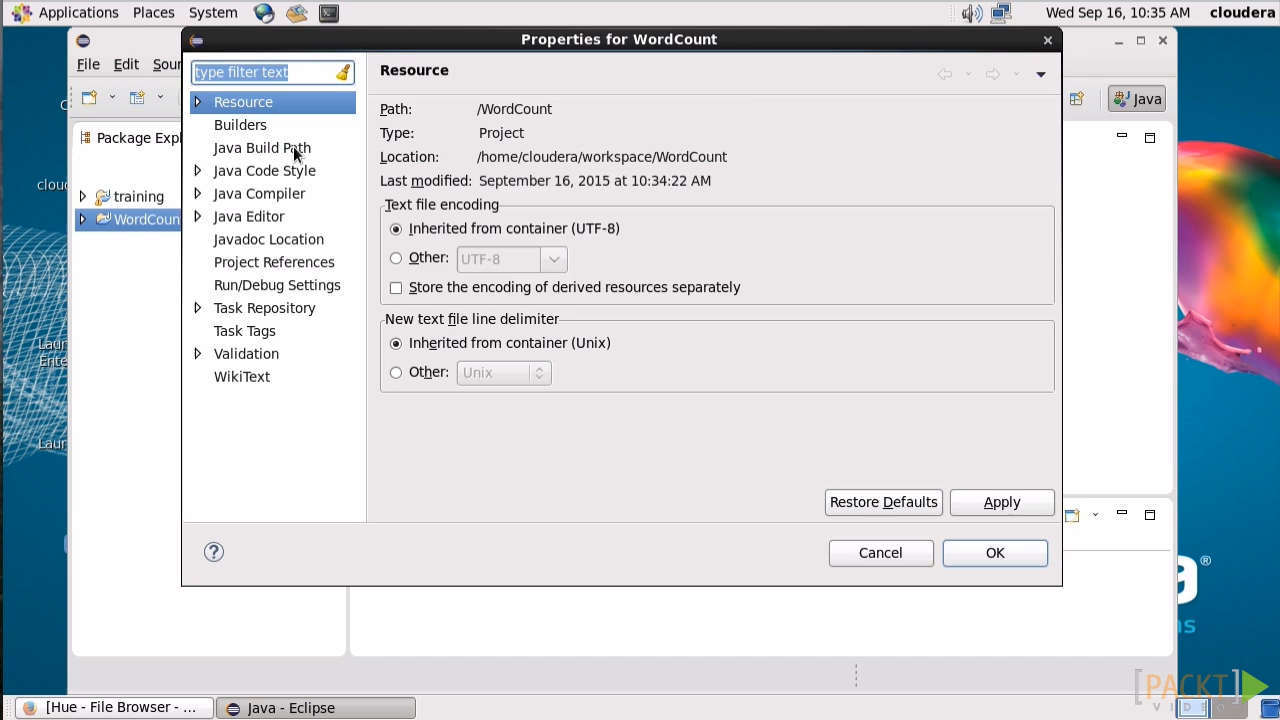 Applications Places System
Wed Sep 16, 10:35 AM cloudera
Properties for WordCount
File Edit
Java
Package Expl
training
WordCoun
type filter text
Resource
Builders
Java Build Path
Java Code Style
Java Compiler
Java Editor
Javadoc Location
Project References
Run/Debug Settings
Task Repository
Task Tags
Validation
WikiText
Resource
Path: /WordCount
Type: Project
Location: /home/cloudera/workspace/WordCount
Last modified: September 16, 2015 at 10:34:22 AM
Text file encoding
Inherited from container (UTF-8)
Other: UTF-8
Store the encoding of derived resources separately
New text file line delimiter
Inherited from container (Unix)
Other: Unix
Restore Defaults Apply
Cancel OK
[Hue - File Browser - ...
Java - Eclipse
PACKT
VIDEO